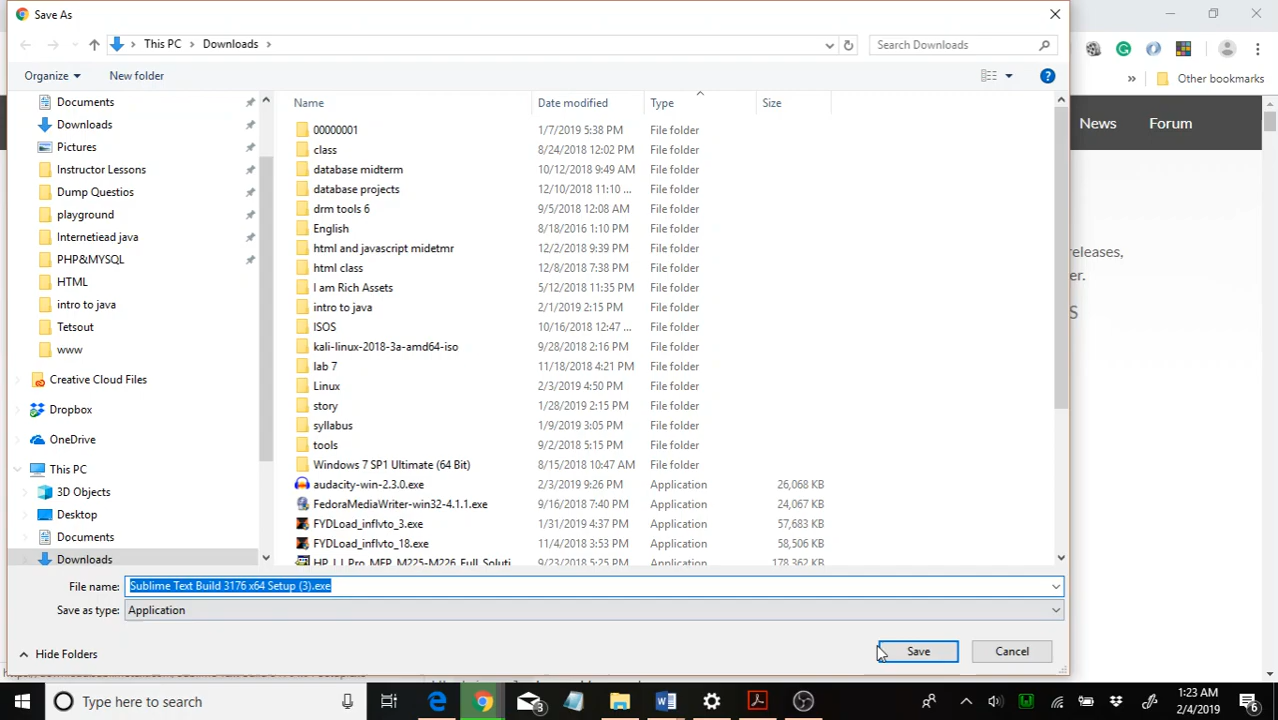 Save As
This PC > Downloads >
Search Downloads
Organize
New folder
Other bookmarks
Name
Date modified
Type
Size
News
Forum
Documents
Downloads
Pictures
Instructor Lessons
Dump Questios
playground
Internetiead java
PHP&MYSQL
HTML
intro to java
Tetsout
www
Creative Cloud Files
Dropbox
OneDrive
This PC
3D Objects
Desktop
Documents
Downloads
00000001 1/7/2019 5:38 PM File folder
class 8/24/2018 12:02 PM File folder
database midterm 10/12/2018 9:49 AM File folder
database projects 12/10/2018 11:10 ... File folder
drm tools 6 9/5/2018 12:08 AM File folder
English 8/18/2016 1:10 PM File folder
html and javascript midetmr 12/2/2018 9:39 PM File folder
html class 12/8/2018 7:38 PM File folder
I am Rich Assets 5/12/2018 11:35 PM File folder
intro to java 2/1/2019 2:15 PM File folder
ISOS 10/16/2018 12:47 ... File folder
kali-linux-2018-3a-amd64-iso 9/28/2018 2:16 PM File folder
lab 7 11/18/2018 4:21 PM File folder
Linux 2/3/2019 4:50 PM File folder
story 1/28/2019 2:15 PM File folder
syllabus 1/9/2019 3:05 PM File folder
tools 9/2/2018 5:15 PM File folder
Windows 7 SP1 Ultimate (64 Bit) 8/15/2018 10:47 AM File folder
audacity-win-2.3.0.exe 2/3/2019 9:26 PM Application 26,068 KB
FedoraMediaWriter-win32-4.1.1.exe 9/16/2018 7:40 PM Application 24,067 KB
FYDLoad_inflvto_3.exe 1/31/2019 4:37 PM Application 57,683 KB
FYDLoad_inflvto_18.exe 11/4/2018 3:53 PM Application 58,506 KB
HP_LJ_Pro_MFP_M225-M226_Full_Soluti... 9/23/2018 5:25 PM Application 178,362 KB
eleases,
er.
S
File name: Sublime Text Build 3176 x64 Setup (3).exe
Save as type: Application
Hide Folders
Save
Cancel
Type here to search
3
6
1:23 AM
2/4/2019